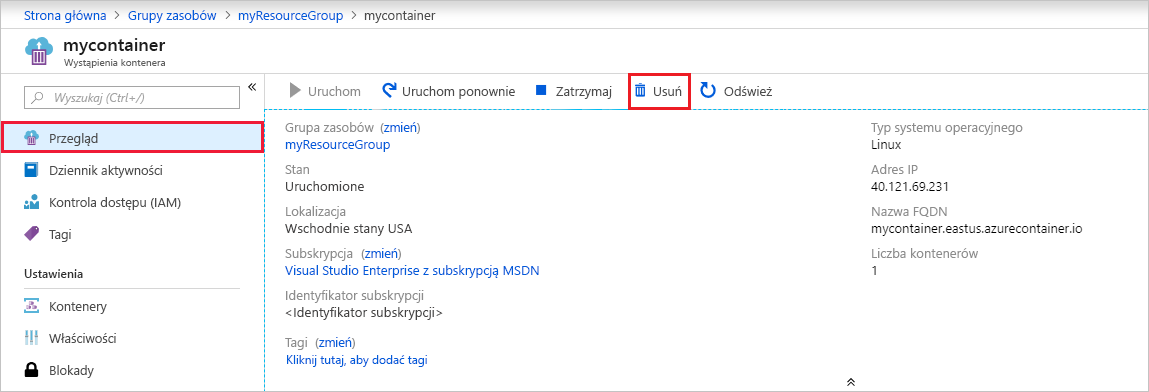 Strona główna > Grupy zasobów > myResourceGroup > mycontainer
mycontainer
Wystąpienia kontenera
Wyszukaj (Ctrl+/)
«
Przegląd
Dziennik aktywności
Kontrola dostępu (IAM)
Tagi
Ustawienia
Kontenery
Właściwości
Blokady
Uruchom Uruchom ponownie Zatrzymaj Usuń Odśwież
Grupa zasobów (zmień)
myResourceGroup
Stan
Uruchomione
Lokalizacja
Wschodnie stany USA
Subskrypcja (zmień)
Visual Studio Enterprise z subskrypcją MSDN
Identyfikator subskrypcji
<Identyfikator subskrypcji>
Tagi (zmień)
Kliknij tutaj, aby dodać tagi
Typ systemu operacyjnego
Linux
Adres IP
40.121.69.231
Nazwa FQDN
mycontainer.eastus.azurecontainer.io
Liczba kontenerów
1